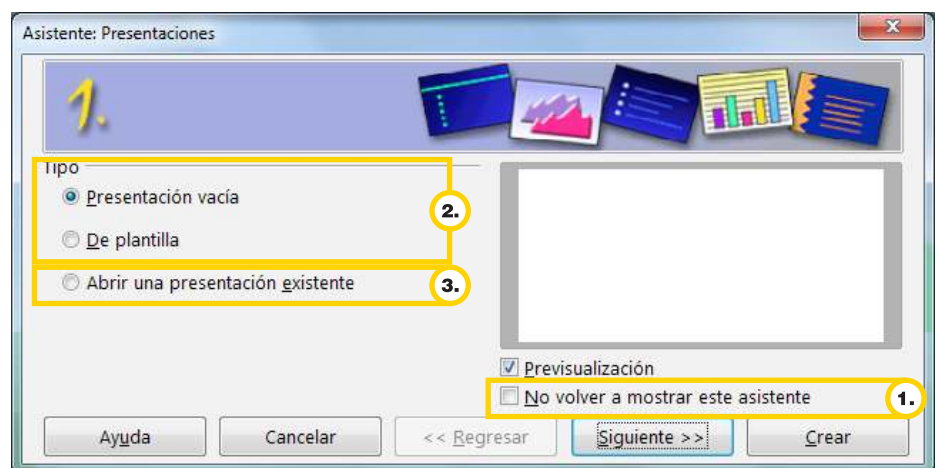 Asistente: Presentaciones
1.
Tipo
Presentación vacía
2.
De plantilla
Abrir una presentación existente
3.
Previsualización
No volver a mostrar este asistente
1.
Ayuda
Cancelar
<< Regresar
Siguiente >>
Crear